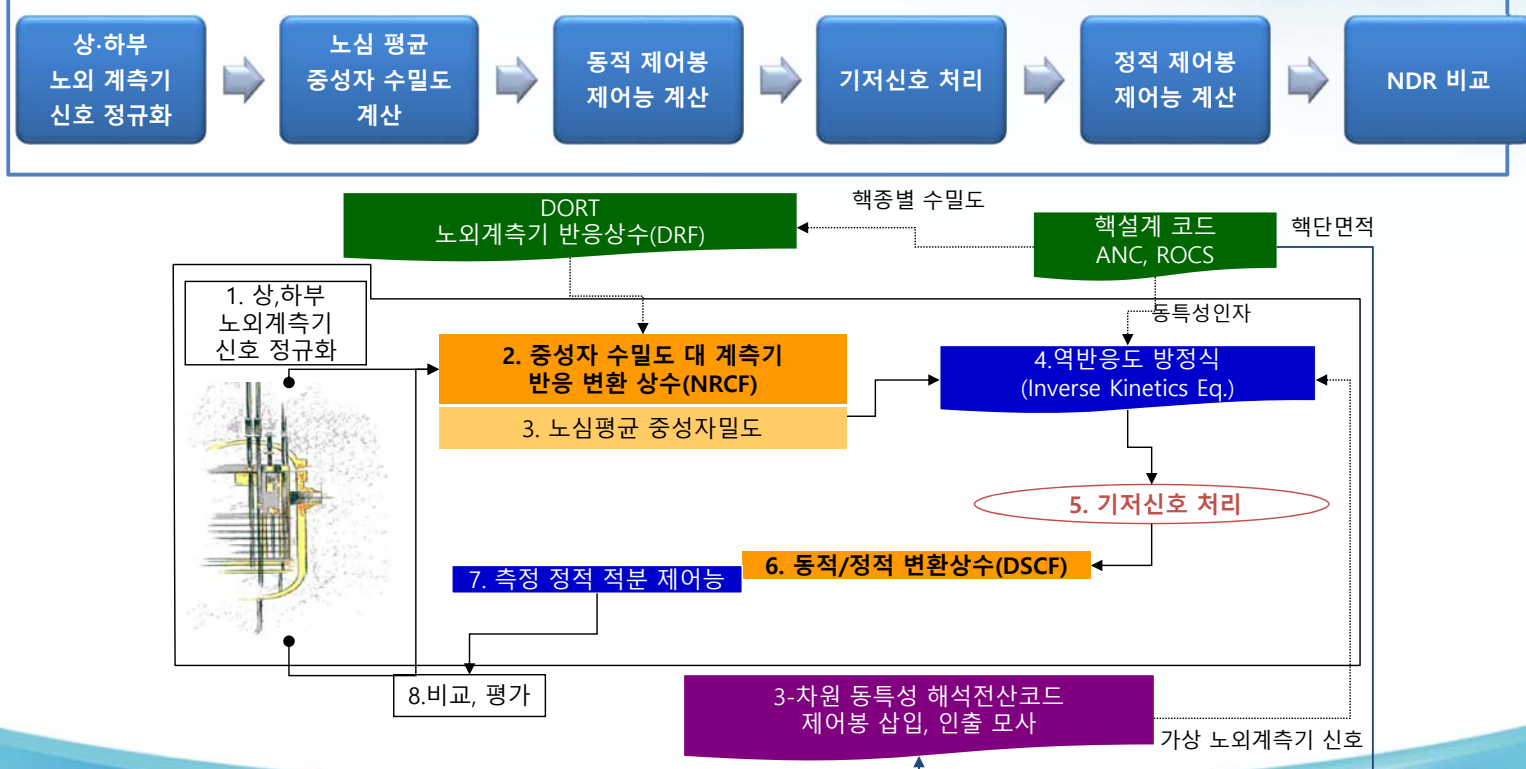 상·하부
노외 계측기
신호 정규화
노심 평균
중성자 수밀도
계산
동적 제어봉
제어능 계산
기저신호 처리
정적 제어봉
제어능 계산
NDR 비교
DORT
노외계측기 반응상수(DRF)
핵종별 수밀도
핵설계 코드
ANC, ROCS
핵단면적
1. 상,하부
노외계측기
신호 정규화
동특성인자
2. 중성자 수밀도 대 계측기
반응 변환 상수(NRCF)
3. 노심평균 중성자밀도
4.역반응도 방정식
(Inverse Kinetics Eq.)
5. 기저신호 처리
6. 동적/정적 변환상수(DSCF)
7. 측정 정적 적분 제어능
8.비교, 평가
3-차원 동특성 해석전산코드
제어봉 삽입, 인출 모사
가상 노외계측기 신호